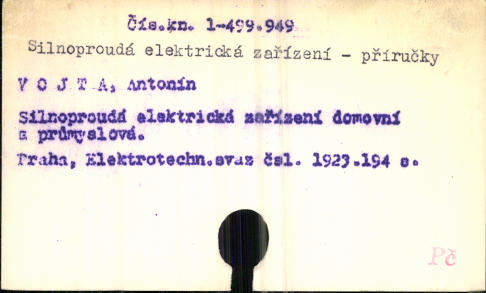 Čís.kn. 1-499.949
Silnoproudá elektrická zařízení - příručky
V O J T A, Antonín
Silnoproudá elektrická zařízení domovní
a průmyslová.
Praha, Elektrotechn.svaz čsl. 1923.194 s.
Pč